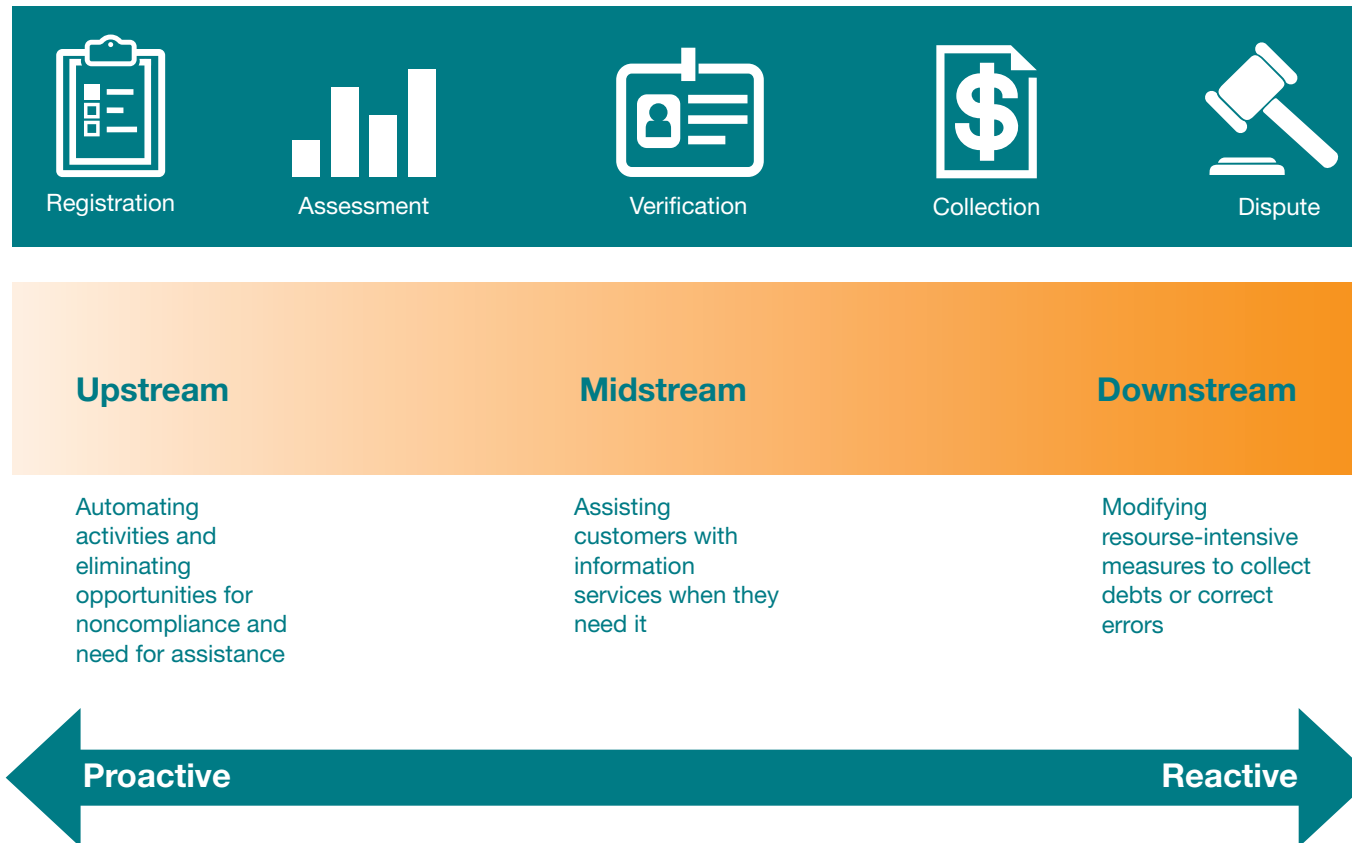 Registration
Assessment
Verification
Collection
Dispute
Upstream
Midstream
Downstream
Automating
activities and
eliminating
opportunities for
noncompliance and
need for assistance
Assisting
customers with
information
services when they
need it
Modifying
resourse-intensive
measures to collect
debts or correct
errors
Proactive
Reactive